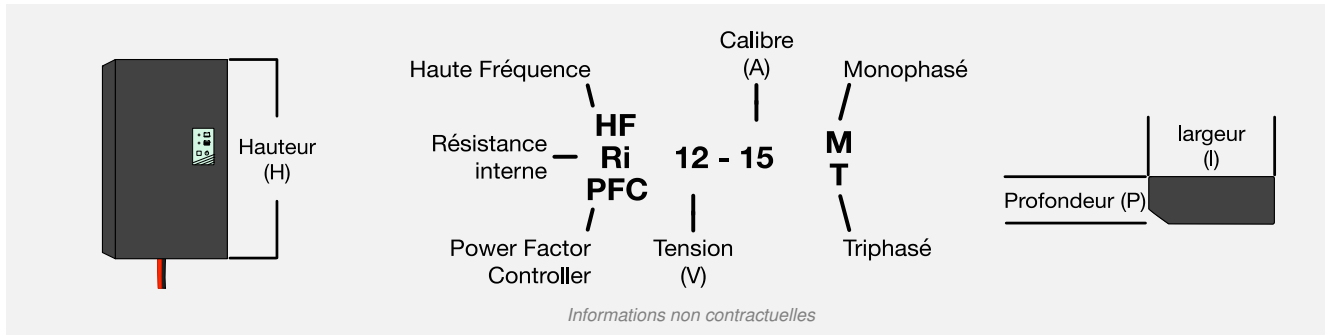 Hauteur
(H)
Haute Fréquence
Résistance
interne
Power Factor
Controller
HF
Ri
PFC
Calibre
(A)
12 - 15
Tension
(V)
Monophasé
M
T
Triphasé
largeur
(l)
Profondeur (P)
Informations non contractuelles